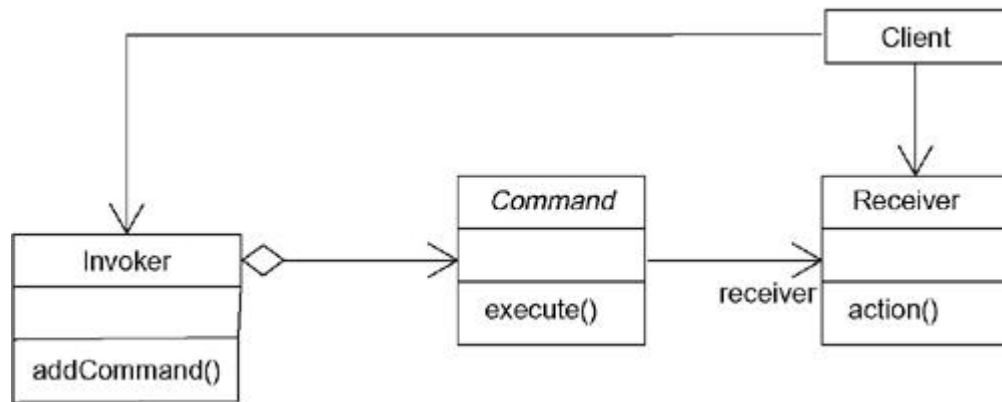 Client
Command
Receiver
Invoker
receiver
execute()
action()
addCommand()